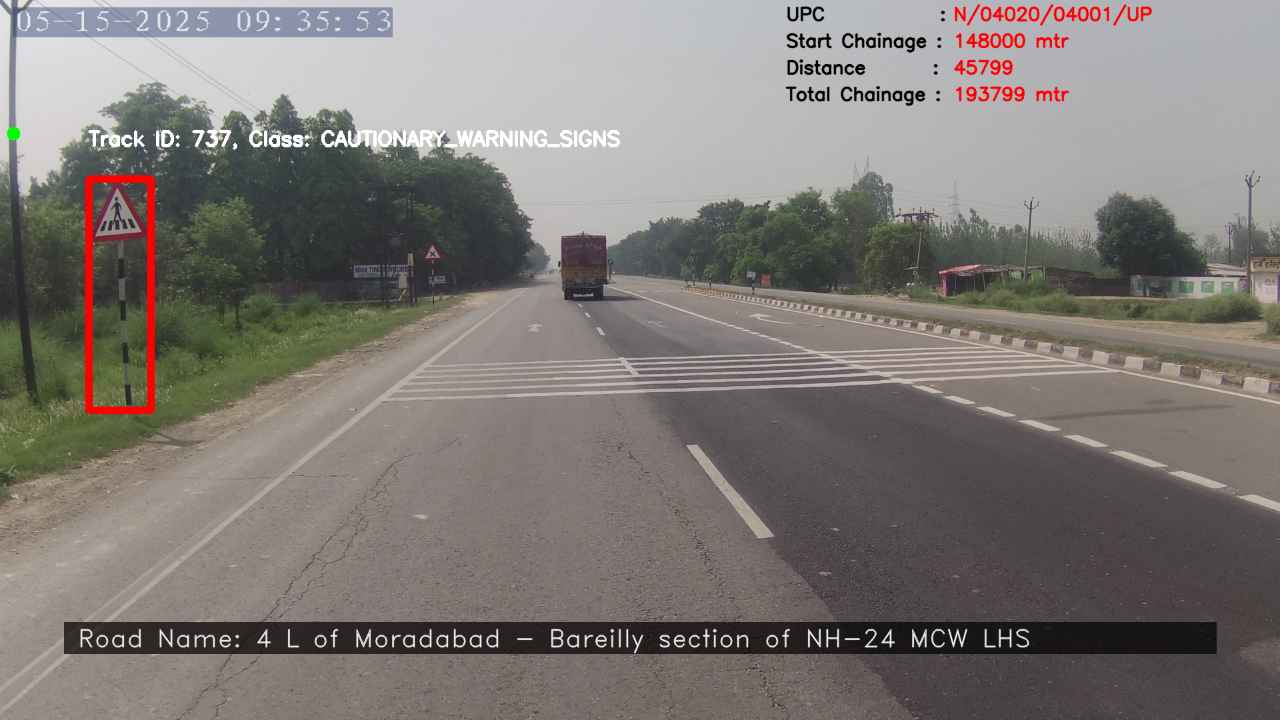 05-15-2025 09:35:53
UPC : N/04020/04001/UP
Start Chainage : 148000 mtr
Distance : 45799
Total Chainage : 193799 mtr
Track ID: 737, Class: CAUTIONARY_WARNING_SIGNS
Road Name: 4 L of Moradabad - Bareilly section of NH-24 MCW LHS